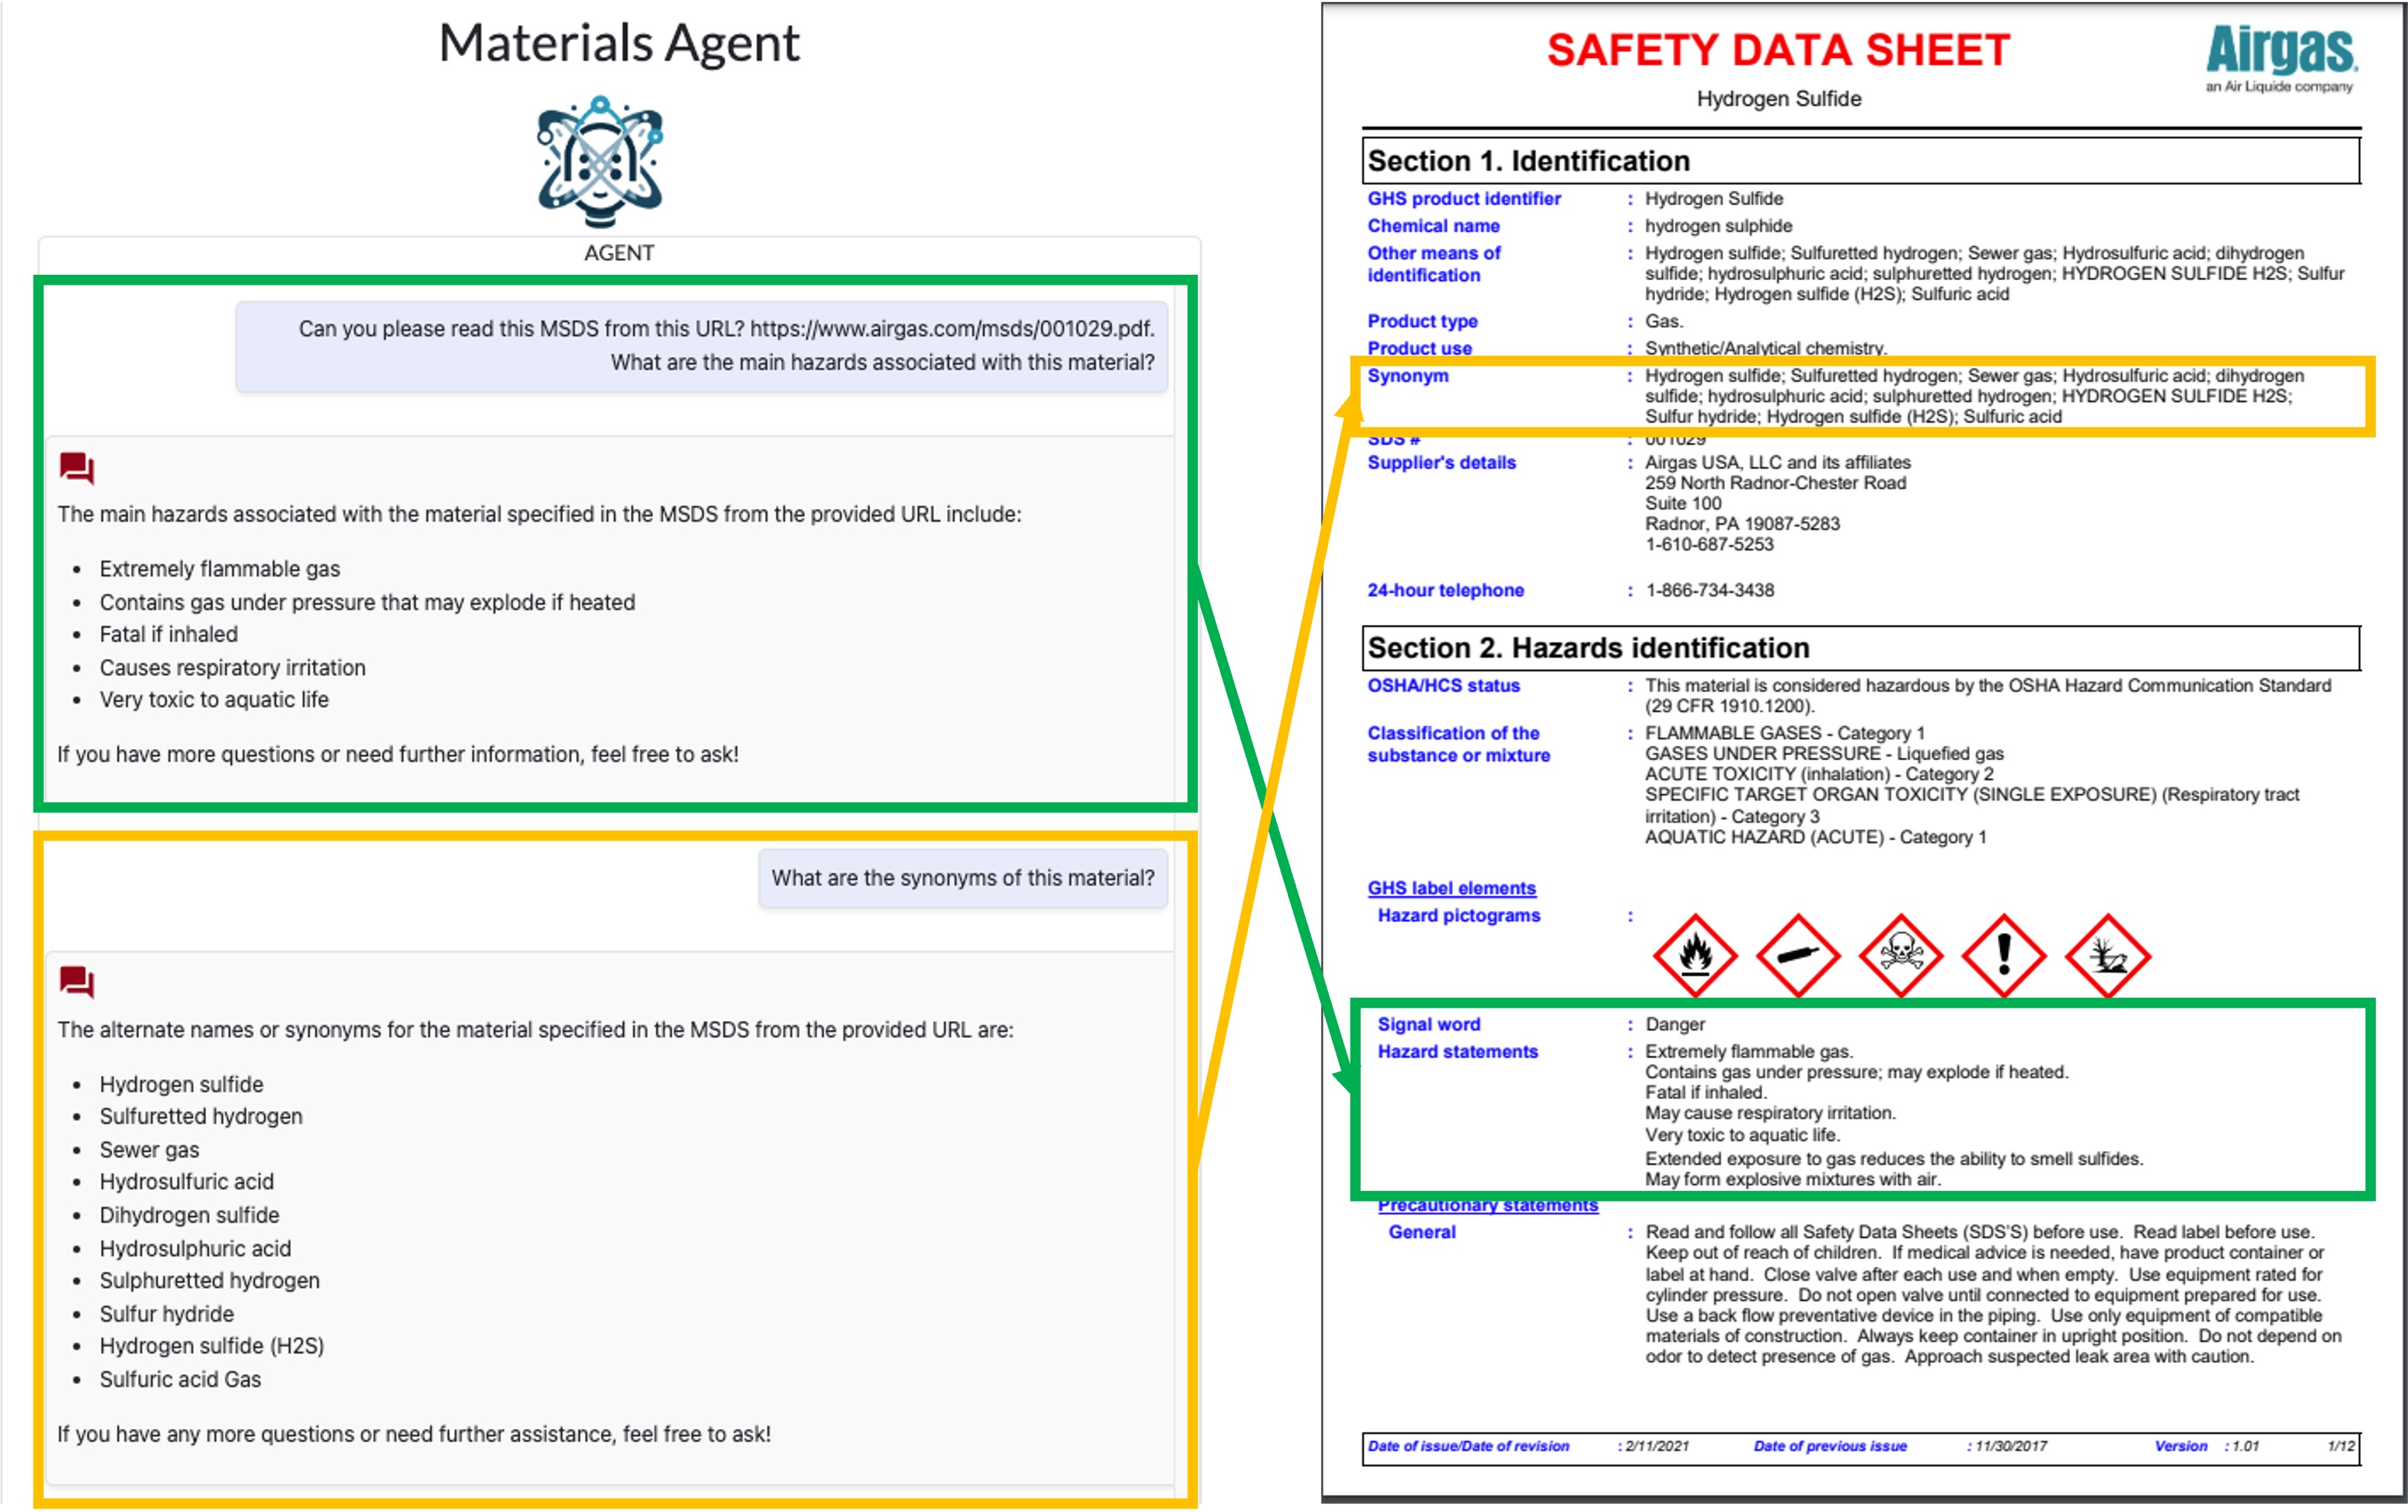 Materials Agent
AGENT
Can you please read this MSDS from this URL? https://www.airgas.com/msds/001029.pdf.
What are the main hazards associated with this material?
The main hazards associated with the material specified in the MSDS from the provided URL include:
• Extremely flammable gas
• Contains gas under pressure that may explode if heated
• Fatal if inhaled
• Causes respiratory irritation
• Very toxic to aquatic life
If you have more questions or need further information, feel free to ask!
What are the synonyms of this material?
The alternate names or synonyms for the material specified in the MSDS from the provided URL are:
• Hydrogen sulfide
• Sulfuretted hydrogen
• Sewer gas
• Hydrosulfuric acid
• Dihydrogen sulfide
• Hydrosulphuric acid
• Sulphuretted hydrogen
• Sulfur hydride
• Hydrogen sulfide (H2S)
• Sulfuric acid Gas
If you have any more questions or need further assistance, feel free to ask!
SAFETY DATA SHEET
Airgas.
an Air Liquide company
Hydrogen Sulfide
Section 1. Identification
GHS product identifier : Hydrogen Sulfide
Chemical name : hydrogen sulphide
Other means of : Hydrogen sulfide; Sulfuretted hydrogen; Sewer gas; Hydrosulfuric acid; dihydrogen
identification sulfide; hydrosulphuric acid; sulphuretted hydrogen; HYDROGEN SULFIDE H2S; Sulfur
hydride; Hydrogen sulfide (H2S); Sulfuric acid
Product type : Gas.
Product use : Synthetic/Analytical chemistry.
Synonym : Hydrogen sulfide; Sulfuretted hydrogen; Sewer gas; Hydrosulfuric acid; dihydrogen
sulfide; hydrosulphuric acid; sulphuretted hydrogen; HYDROGEN SULFIDE H2S;
Sulfur hydride; Hydrogen sulfide (H2S); Sulfuric acid
SDS # : 001029
Supplier's details : Airgas USA, LLC and its affiliates
259 North Radnor-Chester Road
Suite 100
Radnor, PA 19087-5283
1-610-687-5253
24-hour telephone : 1-866-734-3438
Section 2. Hazards identification
OSHA/HCS status : This material is considered hazardous by the OSHA Hazard Communication Standard
(29 CFR 1910.1200).
Classification of the : FLAMMABLE GASES - Category 1
substance or mixture GASES UNDER PRESSURE - Liquefied gas
ACUTE TOXICITY (inhalation) - Category 2
SPECIFIC TARGET ORGAN TOXICITY (SINGLE EXPOSURE) (Respiratory tract
irritation) - Category 3
AQUATIC HAZARD (ACUTE) - Category 1
GHS label elements
Hazard pictograms :
Signal word : Danger
Hazard statements : Extremely flammable gas.
Contains gas under pressure; may explode if heated.
Fatal if inhaled.
May cause respiratory irritation.
Very toxic to aquatic life.
Extended exposure to gas reduces the ability to smell sulfides.
May form explosive mixtures with air.
Precautionary statements
General : Read and follow all Safety Data Sheets (SDS'S) before use. Read label before use.
Keep out of reach of children. If medical advice is needed, have product container or
label at hand. Close valve after each use and when empty. Use equipment rated for
cylinder pressure. Do not open valve until connected to equipment prepared for use.
Use a back flow preventative device in the piping. Use only equipment of compatible
materials of construction. Always keep container in upright position. Do not depend on
odor to detect presence of gas. Approach suspected leak area with caution.
Date of issue/Date of revision : 2/11/2021 Date of previous issue : 11/30/2017 Version : 1.01 1/12